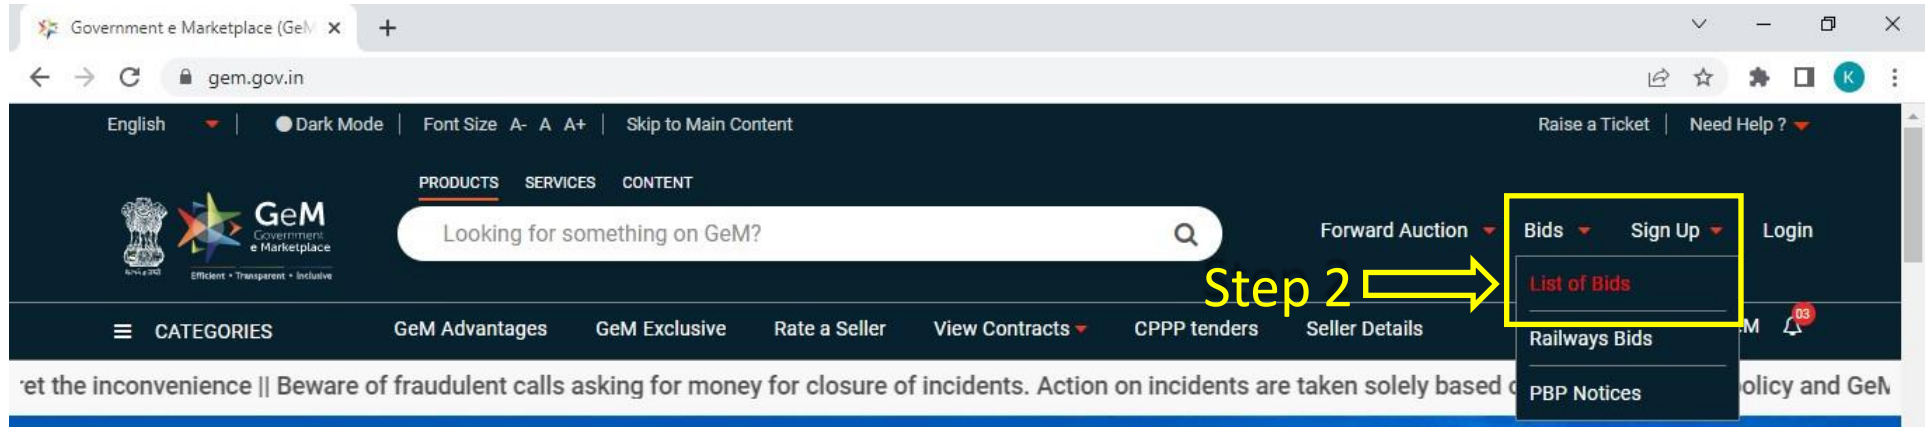 Government e Marketplace (GeM
gem.gov.in
K
English
Dark Mode
Font Size A- A A+
Skip to Main Content
Raise a Ticket
Need Help ?
PRODUCTS SERVICES CONTENT
GeM
Government
e Marketplace
Efficient • Transparent • Inclusive
Looking for something on GeM?
Forward Auction
Bids
Sign Up
Login
Step 2
List of Bids
Railways Bids
PBP Notices
CATEGORIES
GeM Advantages
GeM Exclusive
Rate a Seller
View Contracts
CPPP tenders
Seller Details
M
03
ret the inconvenience || Beware of fraudulent calls asking for money for closure of incidents. Action on incidents are taken solely based olicy and GeM